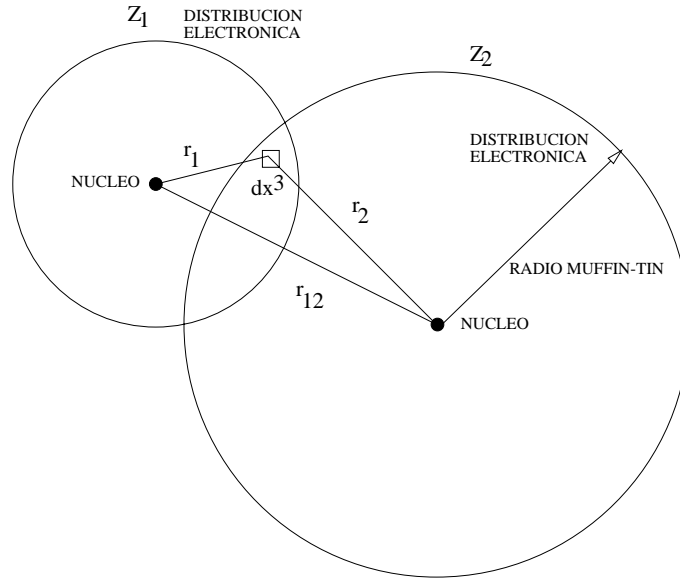 Z1
DISTRIBUCION
ELECTRONICA
Z2
DISTRIBUCION
ELECTRONICA
r1
NUCLEO
dx3
r2
RADIO MUFFIN-TIN
r12
NUCLEO